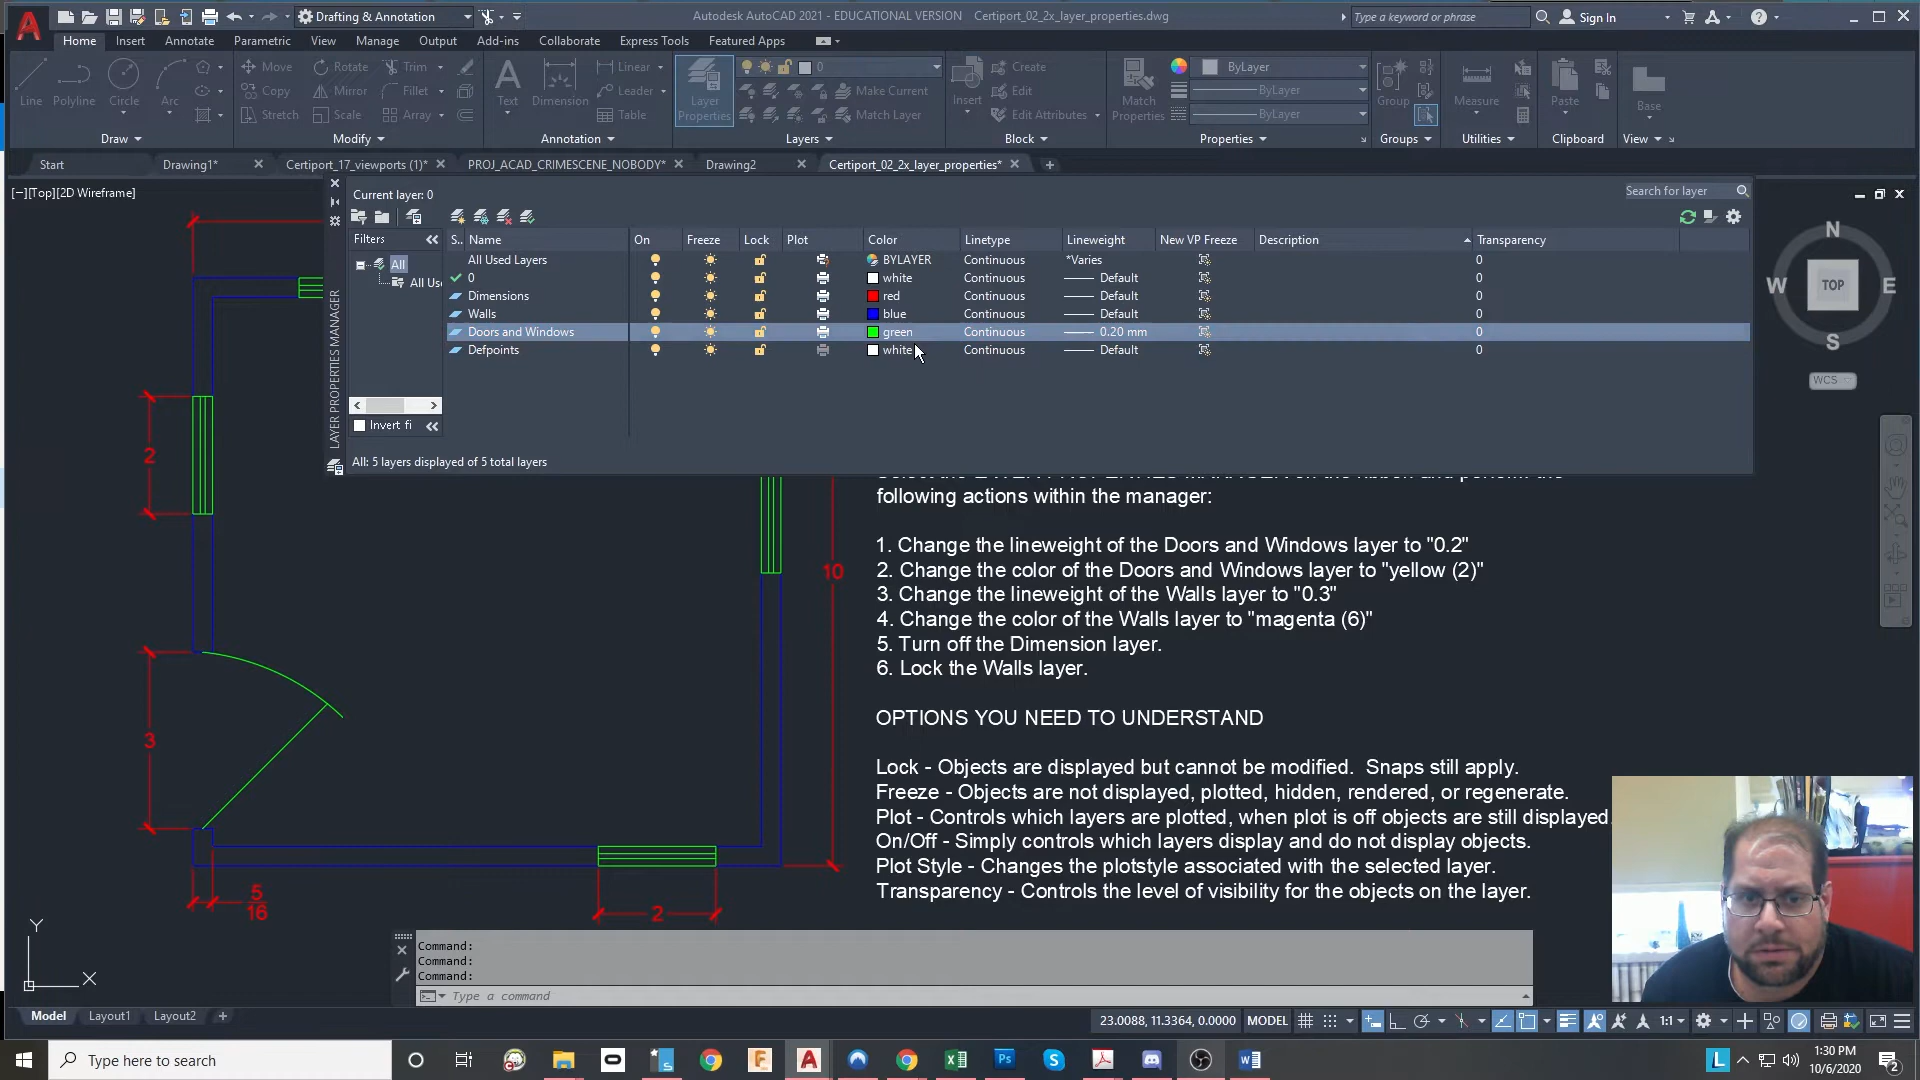 Drafting & Annotation
Autodesk AutoCAD 2021 - EDUCATIONAL VERSION Certiport_02_2x_layer_properties.dwg
Type a keyword or phrase
Sign In
Home Insert Annotate Parametric View Manage Output Add-ins Collaborate Express Tools Featured Apps
Line Polyline Circle Arc
Move Rotate Trim
Copy Mirror Fillet
Stretch Scale Array
Text Dimension
Linear
Leader
Table
Layer Properties
0
Make Current
Match Layer
Insert
Create
Edit
Edit Attributes
Match Properties
ByLayer
ByLayer
ByLayer
Group Measure Paste Base
Draw Modify Annotation Layers Block Properties Groups Utilities Clipboard View
Start Drawing1* Certiport_17_viewports (1)* PROJ_ACAD_CRIMESCENE_NOBODY* Drawing2 Certiport_02_2x_layer_properties*
[−][Top][2D Wireframe]
Current layer: 0
Search for layer
Filters
All
All Use
Invert fi
LAYER PROPERTIES MANAGER
S.. Name On Freeze Lock Plot Color Linetype Lineweight New VP Freeze Description Transparency
All Used Layers BYLAYER Continuous *Varies 0
0 white Continuous Default 0
Dimensions red Continuous Default 0
Walls blue Continuous Default 0
Doors and Windows green Continuous 0.20 mm 0
Defpoints white Continuous Default 0
All: 5 layers displayed of 5 total layers
N
W TOP E
S
WCS
following actions within the manager:
1. Change the lineweight of the Doors and Windows layer to "0.2"
2. Change the color of the Doors and Windows layer to "yellow (2)"
3. Change the lineweight of the Walls layer to "0.3"
4. Change the color of the Walls layer to "magenta (6)"
5. Turn off the Dimension layer.
6. Lock the Walls layer.
OPTIONS YOU NEED TO UNDERSTAND
Lock - Objects are displayed but cannot be modified. Snaps still apply.
Freeze - Objects are not displayed, plotted, hidden, rendered, or regenerate.
Plot - Controls which layers are plotted, when plot is off objects are still displayed.
On/Off - Simply controls which layers display and do not display objects.
Plot Style - Changes the plotstyle associated with the selected layer.
Transparency - Controls the level of visibility for the objects on the layer.
2
10
3
5
16
2
Y
X
Command:
Command:
Command:
Type a command
Model Layout1 Layout2
23.0088, 11.3364, 0.0000 MODEL 1:1
Type here to search
1:30 PM
10/6/2020
2